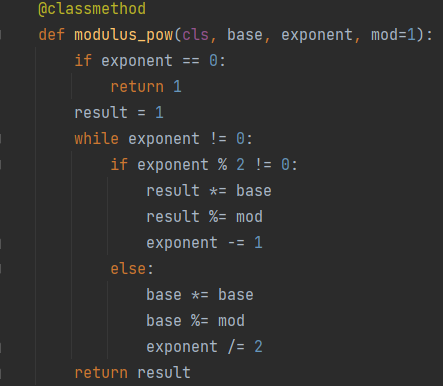 @classmethod
def modulus_pow(cls, base, exponent, mod=1):
    if exponent == 0:
        return 1
    result = 1
    while exponent != 0:
        if exponent % 2 != 0:
            result *= base
            result %= mod
            exponent -= 1
        else:
            base *= base
            base %= mod
            exponent /= 2
    return result